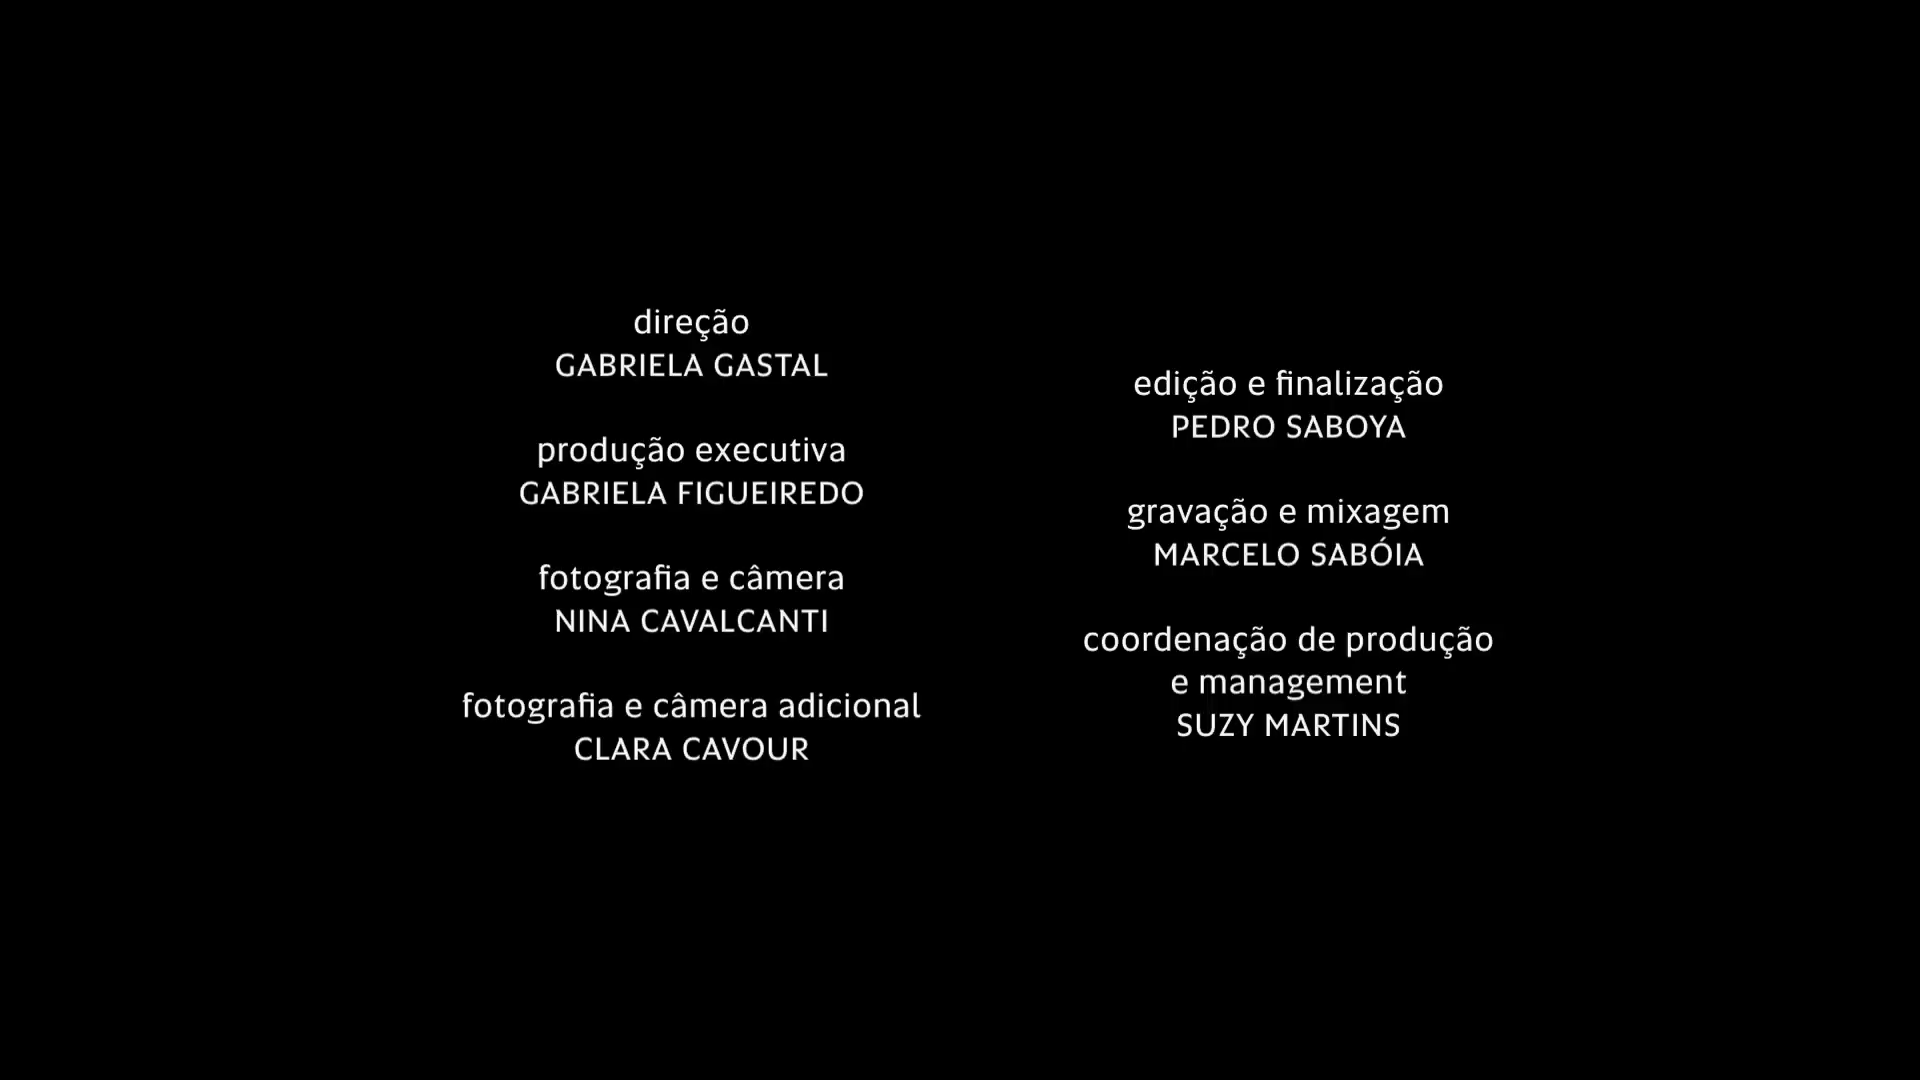 direção
GABRIELA GASTAL
produção executiva
GABRIELA FIGUEIREDO
fotografia e câmera
NINA CAVALCANTI
fotografia e câmera adicional
CLARA CAVOUR
edição e finalização
PEDRO SABOYA
gravação e mixagem
MARCELO SABÓIA
coordenação de produção
e management
SUZY MARTINS